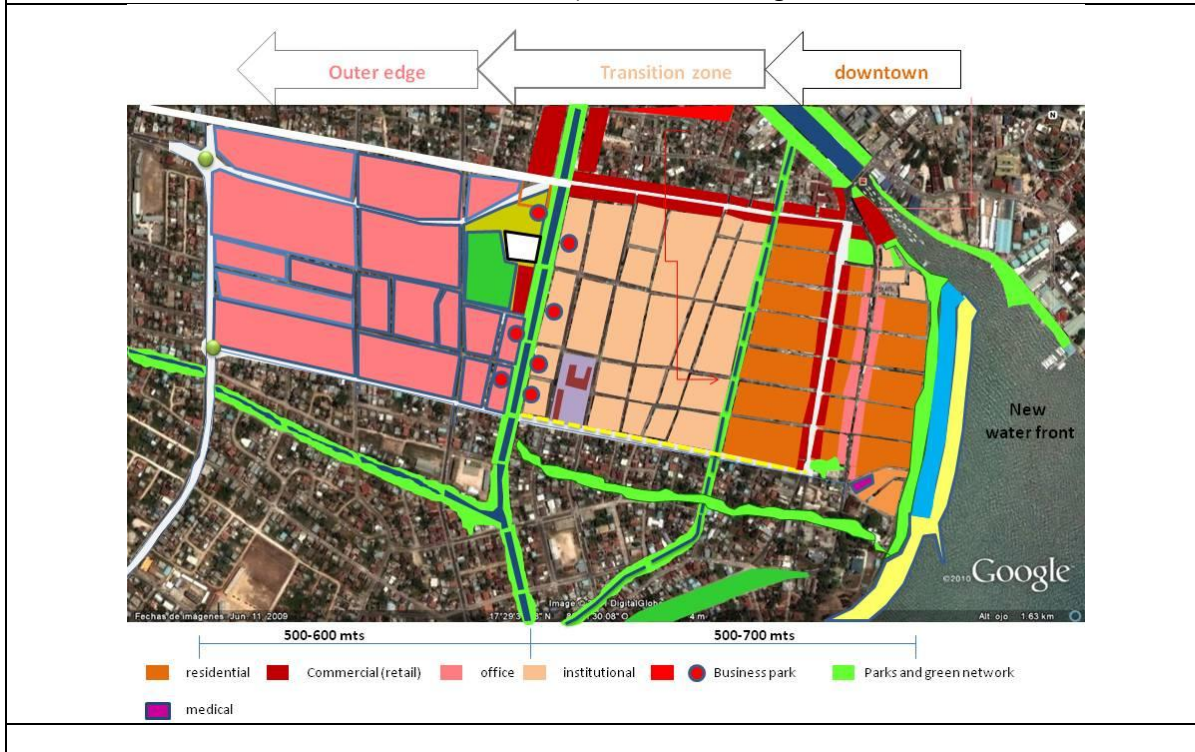 Outer edge
Transition zone
downtown
N
New
water front
©2010 Google
Fechas de imágenes Jun. 11, 2009
4 m
Alt. ojo 1.63 km
500-600 mts
500-700 mts
residential
Commercial (retail)
office
institutional
Business park
Parks and green network
medical